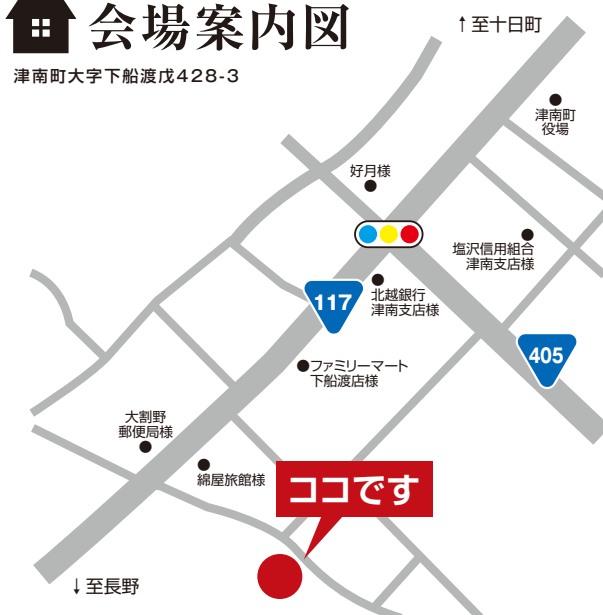 会場案内図
津南町大字下船渡戊428-3
↑至十日町
津南町
役場
好月様
塩沢信用組合
津南支店様
北越銀行
津南支店様
117
405
ファミリーマート
下船渡店様
大割野
郵便局様
綿屋旅館様
ココです
↓至長野